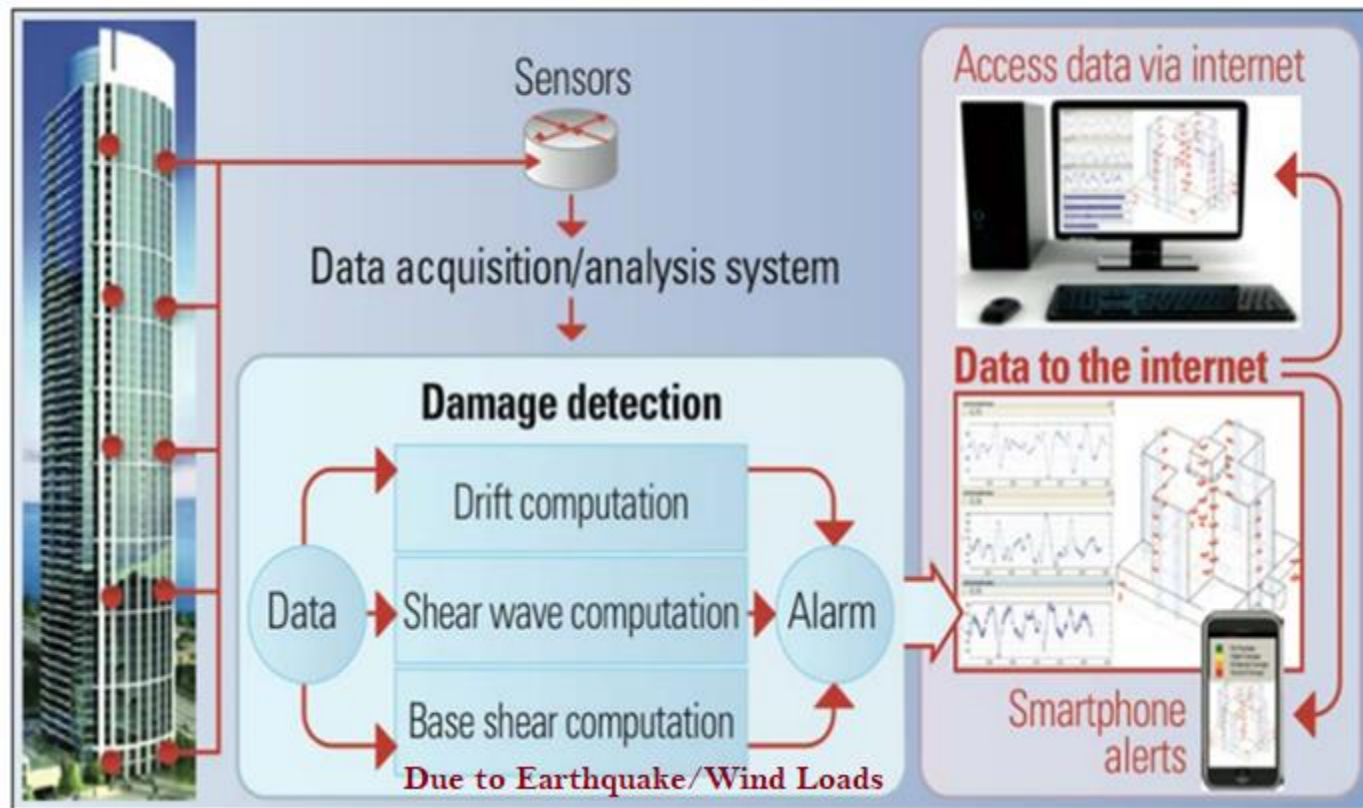 Sensors
Data acquisition/analysis system
Damage detection
Data
Drift computation
Shear wave computation
Base shear computation
Alarm
Due to Earthquake/Wind Loads
Access data via internet
Data to the internet
Smartphone
alerts